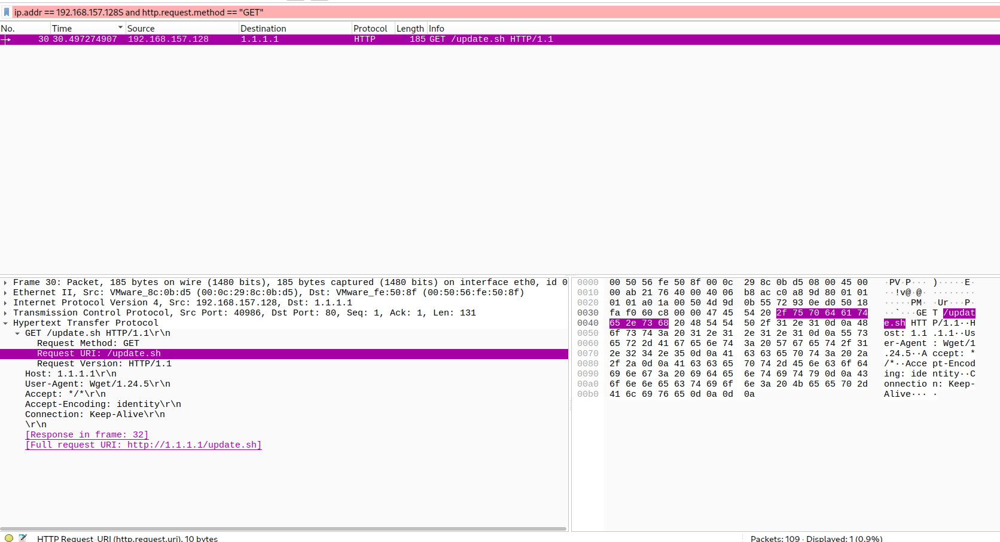 ip.addr == 192.168.157.128S and http.request.method == "GET"
No. Time Source Destination Protocol Length Info
30 30.497274907 192.168.157.128 1.1.1.1 HTTP 185 GET /update.sh HTTP/1.1
Frame 30: Packet, 185 bytes on wire (1480 bits), 185 bytes captured (1480 bits) on interface eth0, id 0
Ethernet II, Src: VMware_8c:0b:d5 (00:0c:29:8c:0b:d5), Dst: VMware_fe:50:8f (00:50:56:fe:50:8f)
Internet Protocol Version 4, Src: 192.168.157.128, Dst: 1.1.1.1
Transmission Control Protocol, Src Port: 40986, Dst Port: 80, Seq: 1, Ack: 1, Len: 131
Hypertext Transfer Protocol
GET /update.sh HTTP/1.1\r\n
Request Method: GET
Request URI: /update.sh
Request Version: HTTP/1.1
Host: 1.1.1.1\r\n
User-Agent: Wget/1.24.5\r\n
Accept: */*\r\n
Accept-Encoding: identity\r\n
Connection: Keep-Alive\r\n
\r\n
[Response in frame: 32]
[Full request URI: http://1.1.1.1/update.sh]
0000 00 50 56 fe 50 8f 00 0c 29 8c 0b d5 08 00 45 00 ·PV·P··· )·····E·
0010 00 ab 21 76 40 00 40 06 b8 ac c0 a8 9d 80 01 01 ··!v@·@· ········
0020 01 01 a0 1a 00 50 4d 9d 0b 55 72 93 0e d0 50 18 ·····PM· ·Ur···P·
0030 fa f0 60 c8 00 00 47 45 54 20 2f 75 70 64 61 74 ··`···GE T /updat
0040 65 2e 73 68 20 48 54 54 50 2f 31 2e 31 0d 0a 48 e.sh HTT P/1.1··H
0050 6f 73 74 3a 20 31 2e 31 2e 31 2e 31 0d 0a 55 73 ost: 1.1 .1.1··Us
0060 65 72 2d 41 67 65 6e 74 3a 20 57 67 65 74 2f 31 er-Agent : Wget/1
0070 2e 32 34 2e 35 0d 0a 41 63 63 65 70 74 3a 20 2a .24.5··A ccept: *
0080 2f 2a 0d 0a 41 63 63 65 70 74 2d 45 6e 63 6f 64 /*··Acce pt-Encod
0090 69 6e 67 3a 20 69 64 65 6e 74 69 74 79 0d 0a 43 ing: ide ntity··C
00a0 6f 6e 6e 65 63 74 69 6f 6e 3a 20 4b 65 65 70 2d onnectio n: Keep-
00b0 41 6c 69 76 65 0d 0a 0d 0a Alive··· ·
HTTP Request-URI (http.request.uri), 10 bytes
Packets: 109 · Displayed: 1 (0.9%)